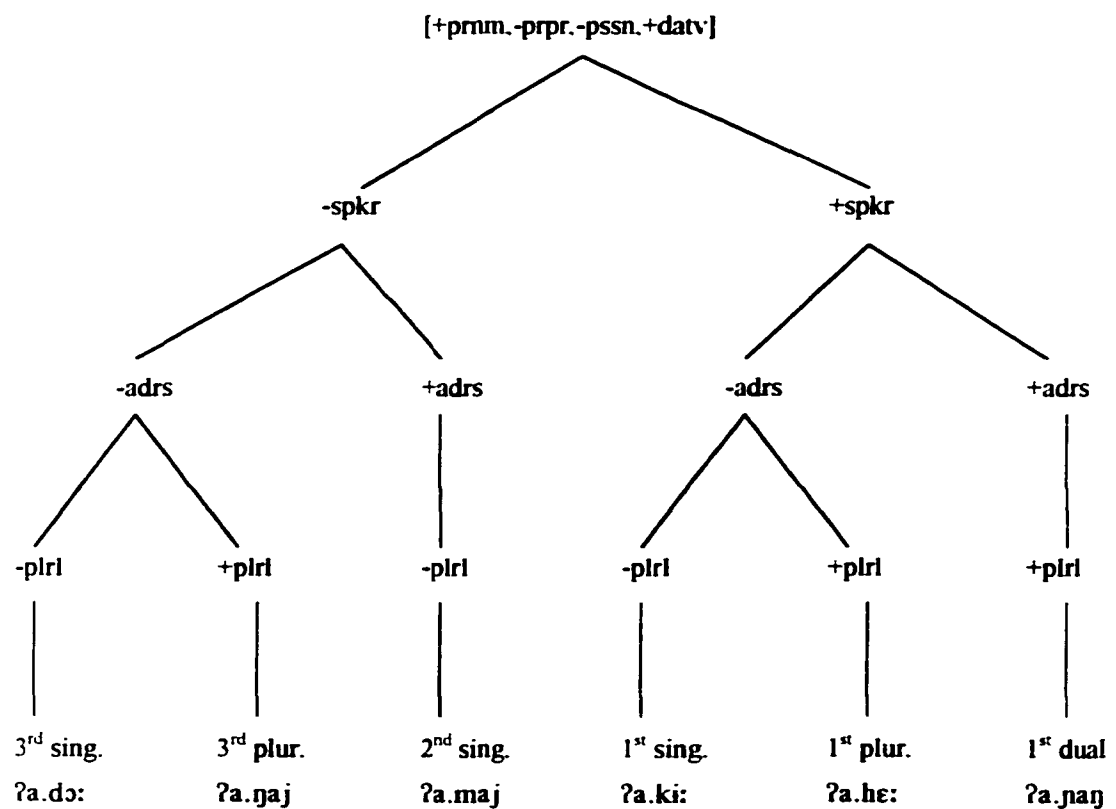 [+prnm.-prpr.-pssn.+datv]
-spkr +spkr
-adrs +adrs -adrs +adrs
-plrl +plrl -plrl -plrl +plrl +plrl
3rd sing. 3rd plur. 2nd sing. 1st sing. 1st plur. 1st dual
ʔa.dɔː ʔa.ŋaj ʔa.maj ʔa.kiː ʔa.hɛː ʔa.ɲaŋ